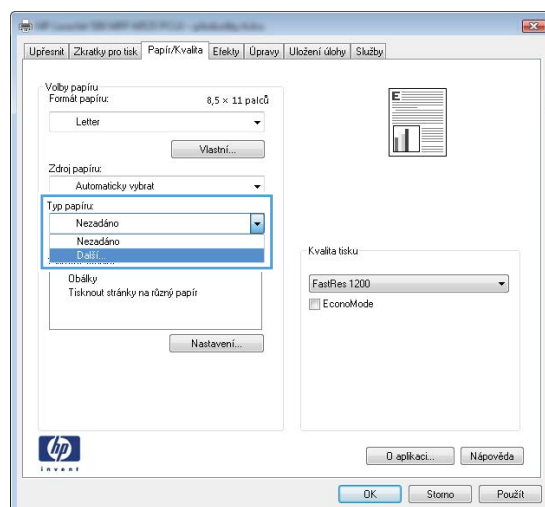 Upřesnit Zkratky pro tisk Papír/Kvalita Efekty Úpravy Uložení úlohy Služby
Volby papíru
Formát papíru: 8,5 × 11 palců
Letter
Vlastní...
Zdroj papíru:
Automaticky vybrat
Typ papíru:
Nezadáno
Nezadáno
Další...
Obálky
Tisknout stránky na různý papír
Nastavení...
E
Kvalita tisku
FastRes 1200
EconoMode
hp
invent
O aplikaci... Nápověda
OK Storno Použít